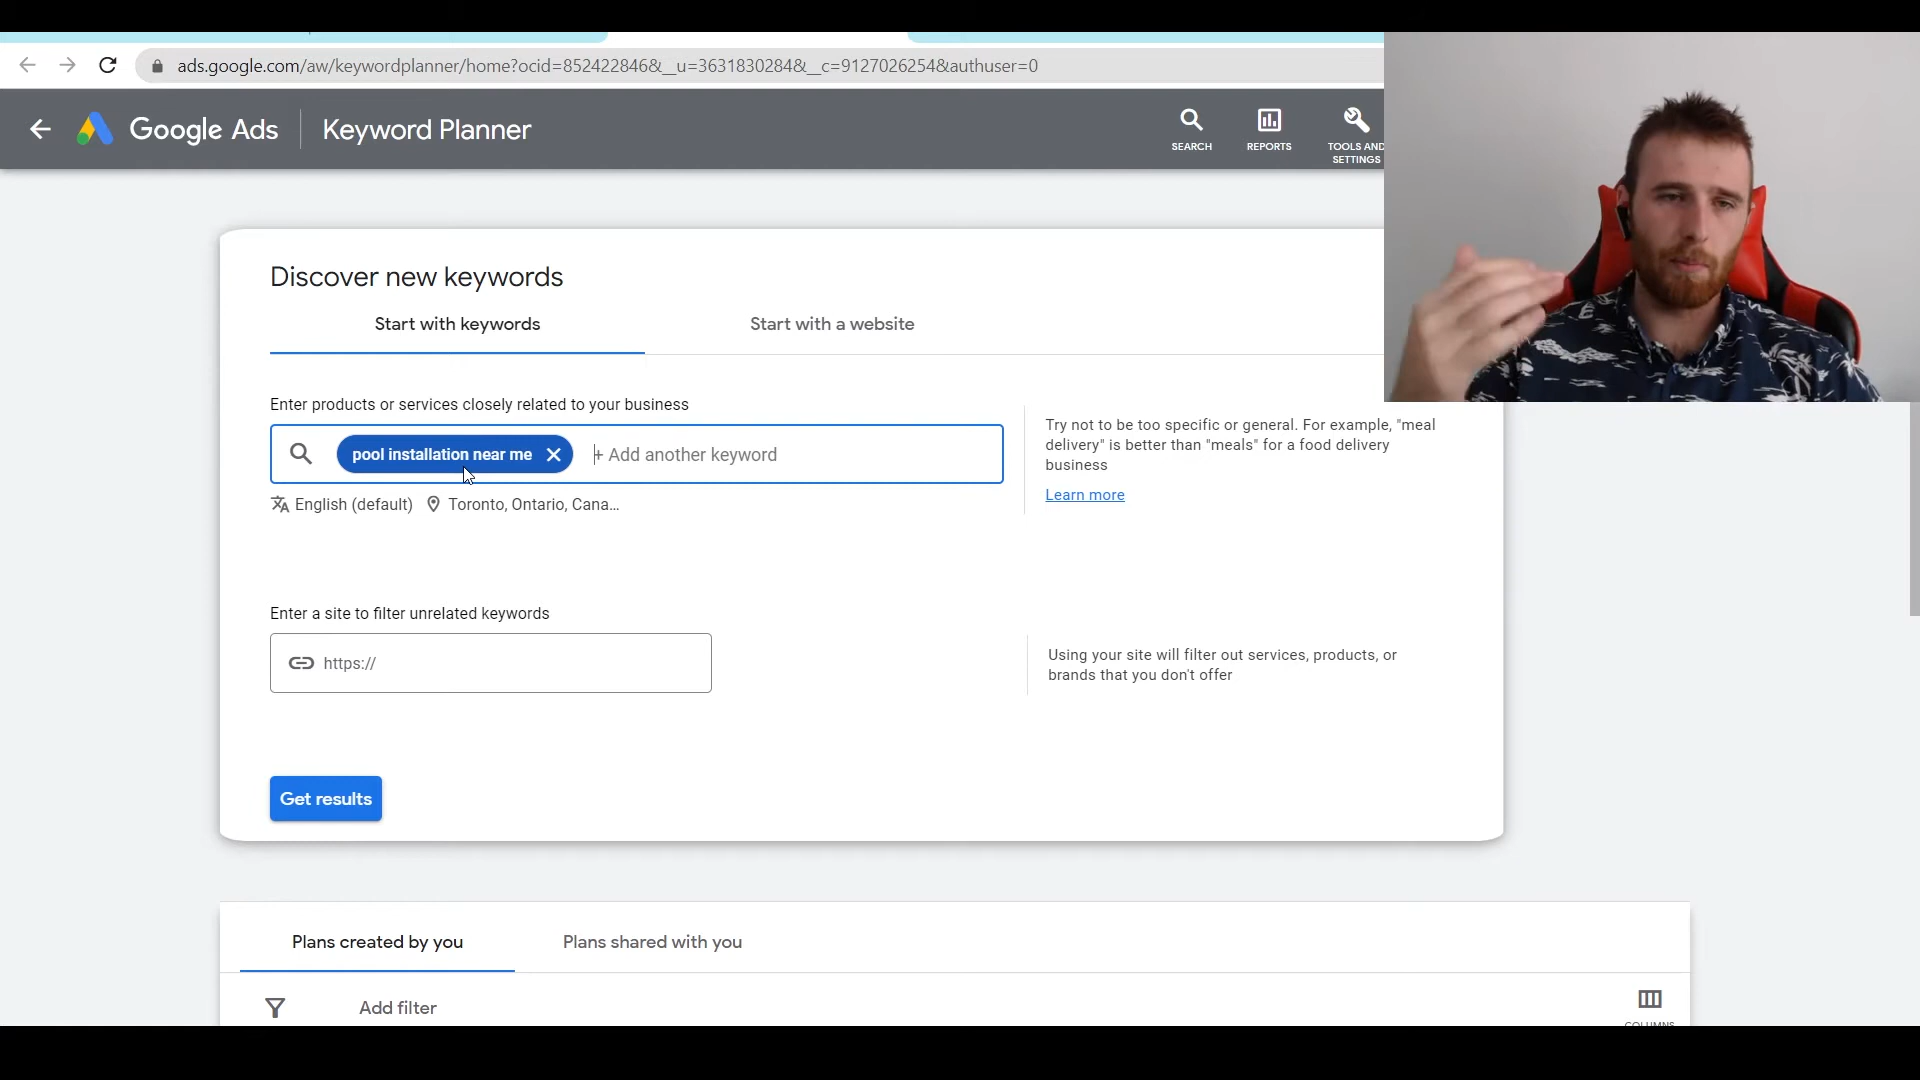 ads.google.com/aw/keywordplanner/home?ocid=852422846&__u=3631830284&__c=9127026254&authuser=0
Google Ads
Keyword Planner
SEARCH
REPORTS
TOOLS AND
SETTINGS
Discover new keywords
Start with keywords
Start with a website
Enter products or services closely related to your business
pool installation near me
+ Add another keyword
English (default)
Toronto, Ontario, Cana...
Try not to be too specific or general. For example, "meal
delivery" is better than "meals" for a food delivery
business
Learn more
Enter a site to filter unrelated keywords
https://
Using your site will filter out services, products, or
brands that you don't offer
Get results
Plans created by you
Plans shared with you
Add filter
COLUMNS